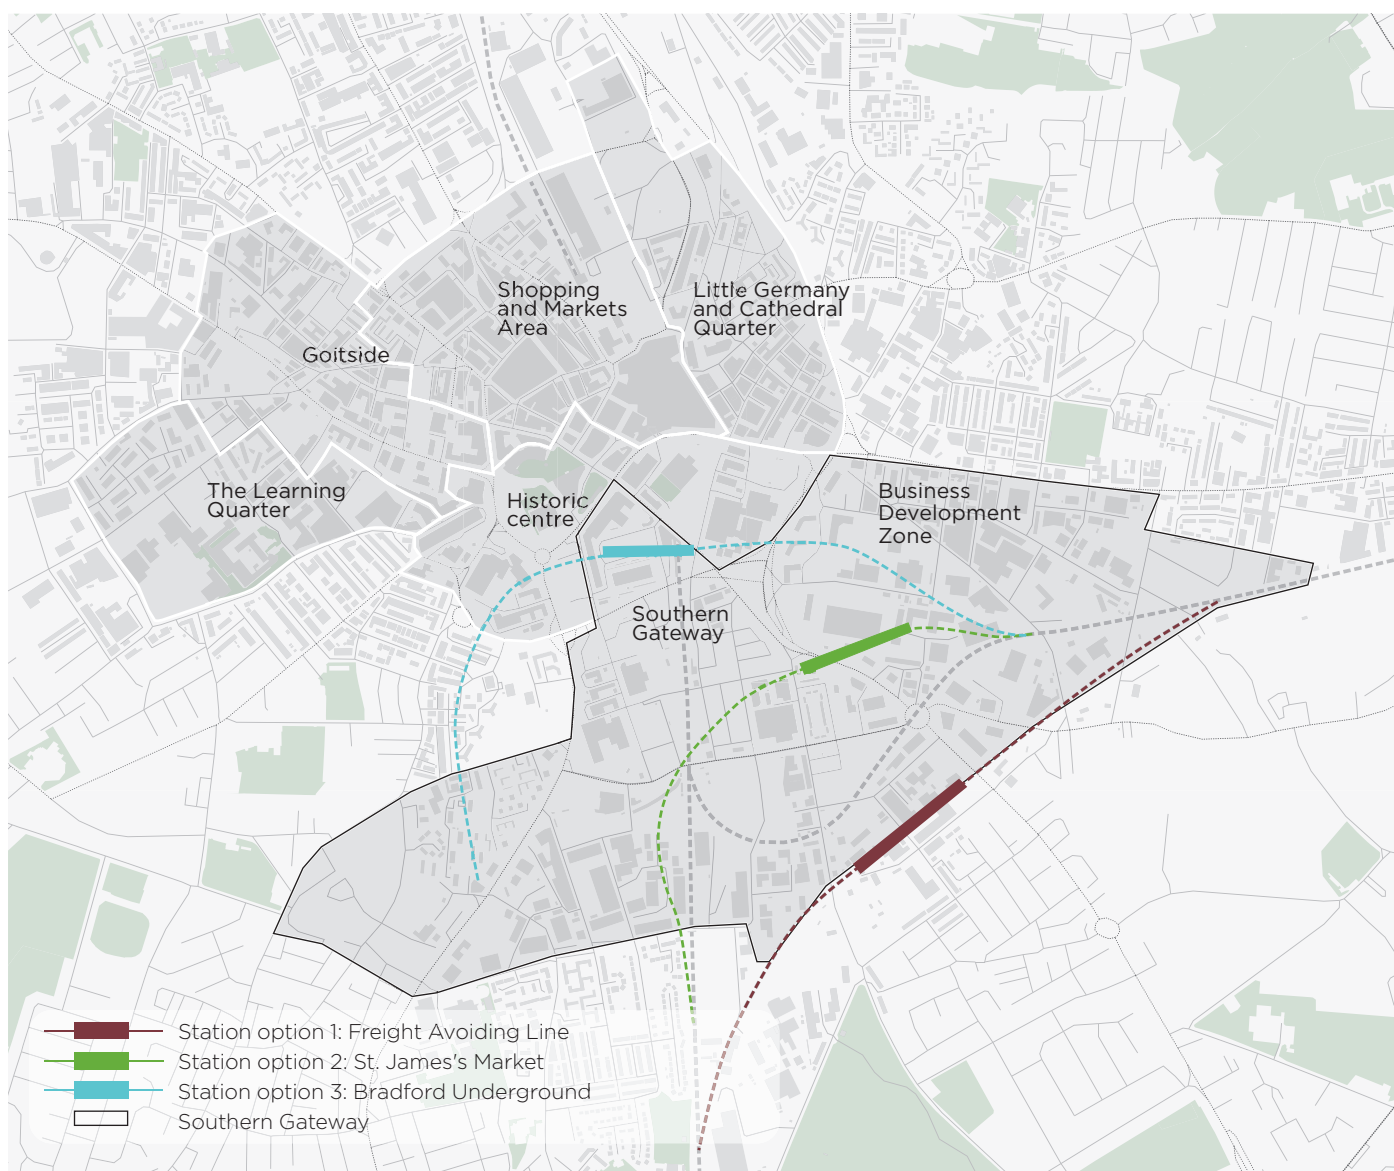 Shopping
and Markets
Area
Little Germany
and Cathedral
Quarter
Goitside
The Learning
Quarter
Historic
centre
Business
Development
Zone
Southern
Gateway
Station option 1: Freight Avoiding Line
Station option 2: St. James's Market
Station option 3: Bradford Underground
Southern Gateway